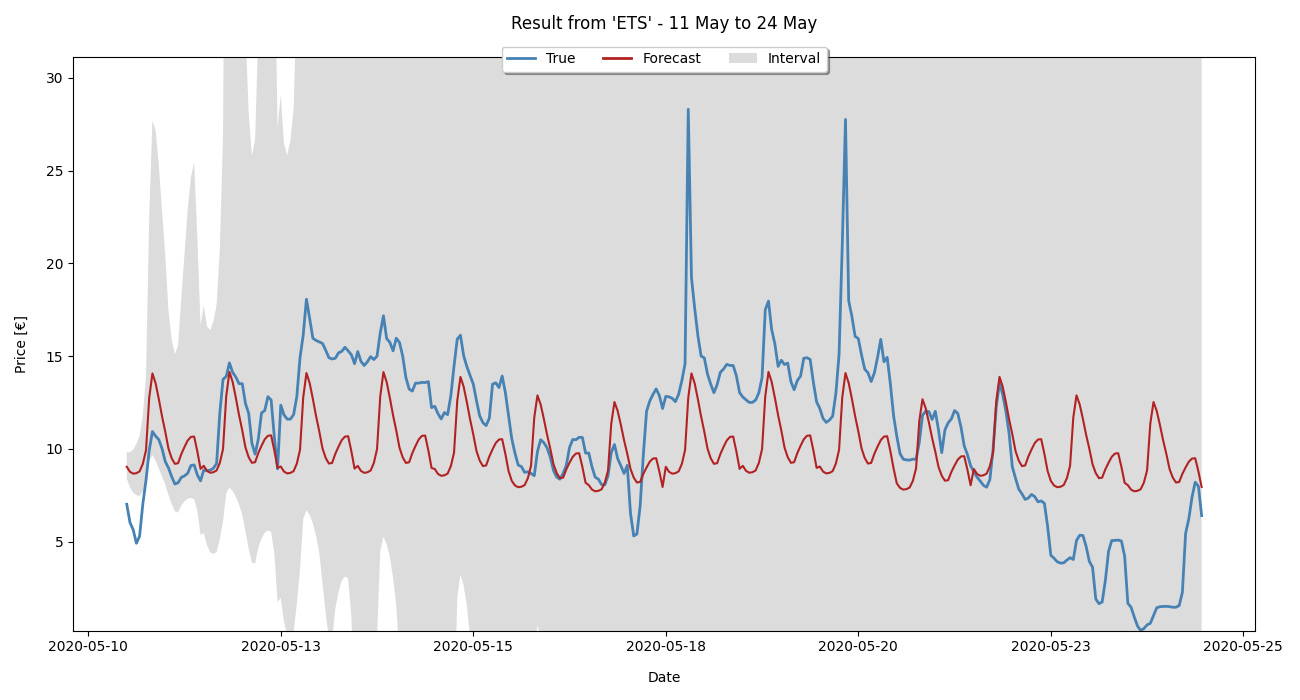 Result from 'ETS' - 11 May to 24 May
True Forecast Interval
30
25
20
15
10
5
Price [€]
2020-05-10 2020-05-13 2020-05-15 2020-05-18 2020-05-20 2020-05-23 2020-05-25
Date